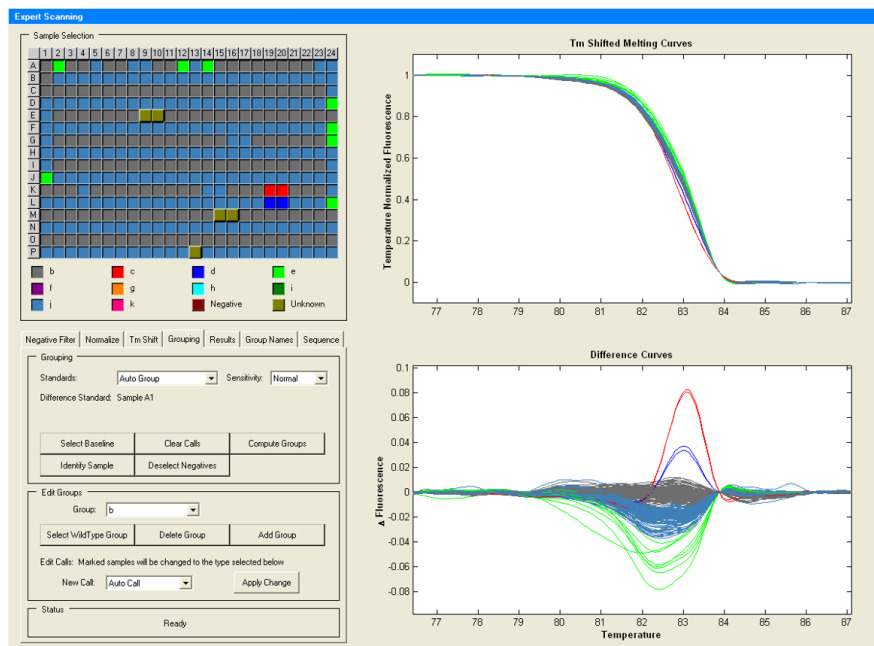 Expert Scanning
Sample Selection
1 2 3 4 5 6 7 8 9 10 11 12 13 14 15 16 17 18 19 20 21 22 23 24
A
B
C
D
E
F
G
H
I
J
K
L
M
N
O
P
b c d e
f g h i
j k Negative Unknown
Negative Filter Normalize Tm Shift Grouping Results Group Names Sequence
Grouping
Standards: Auto Group Sensitivity: Normal
Difference Standard: Sample A1
Select Baseline Clear Calls Compute Groups
Identify Sample Deselect Negatives
Edit Groups
Group: b
Select WildType Group Delete Group Add Group
Edit Calls: Marked samples will be changed to the type selected below
New Call: Auto Call Apply Change
Status
Ready
Tm Shifted Melting Curves
Temperature Normalized Fluorescence
1
0.8
0.6
0.4
0.2
0
77 78 79 80 81 82 83 84 85 86 87
Difference Curves
Δ Fluorescence
0.1
0.08
0.06
0.04
0.02
0
-0.02
-0.04
-0.06
-0.08
77 78 79 80 81 82 83 84 85 86 87
Temperature